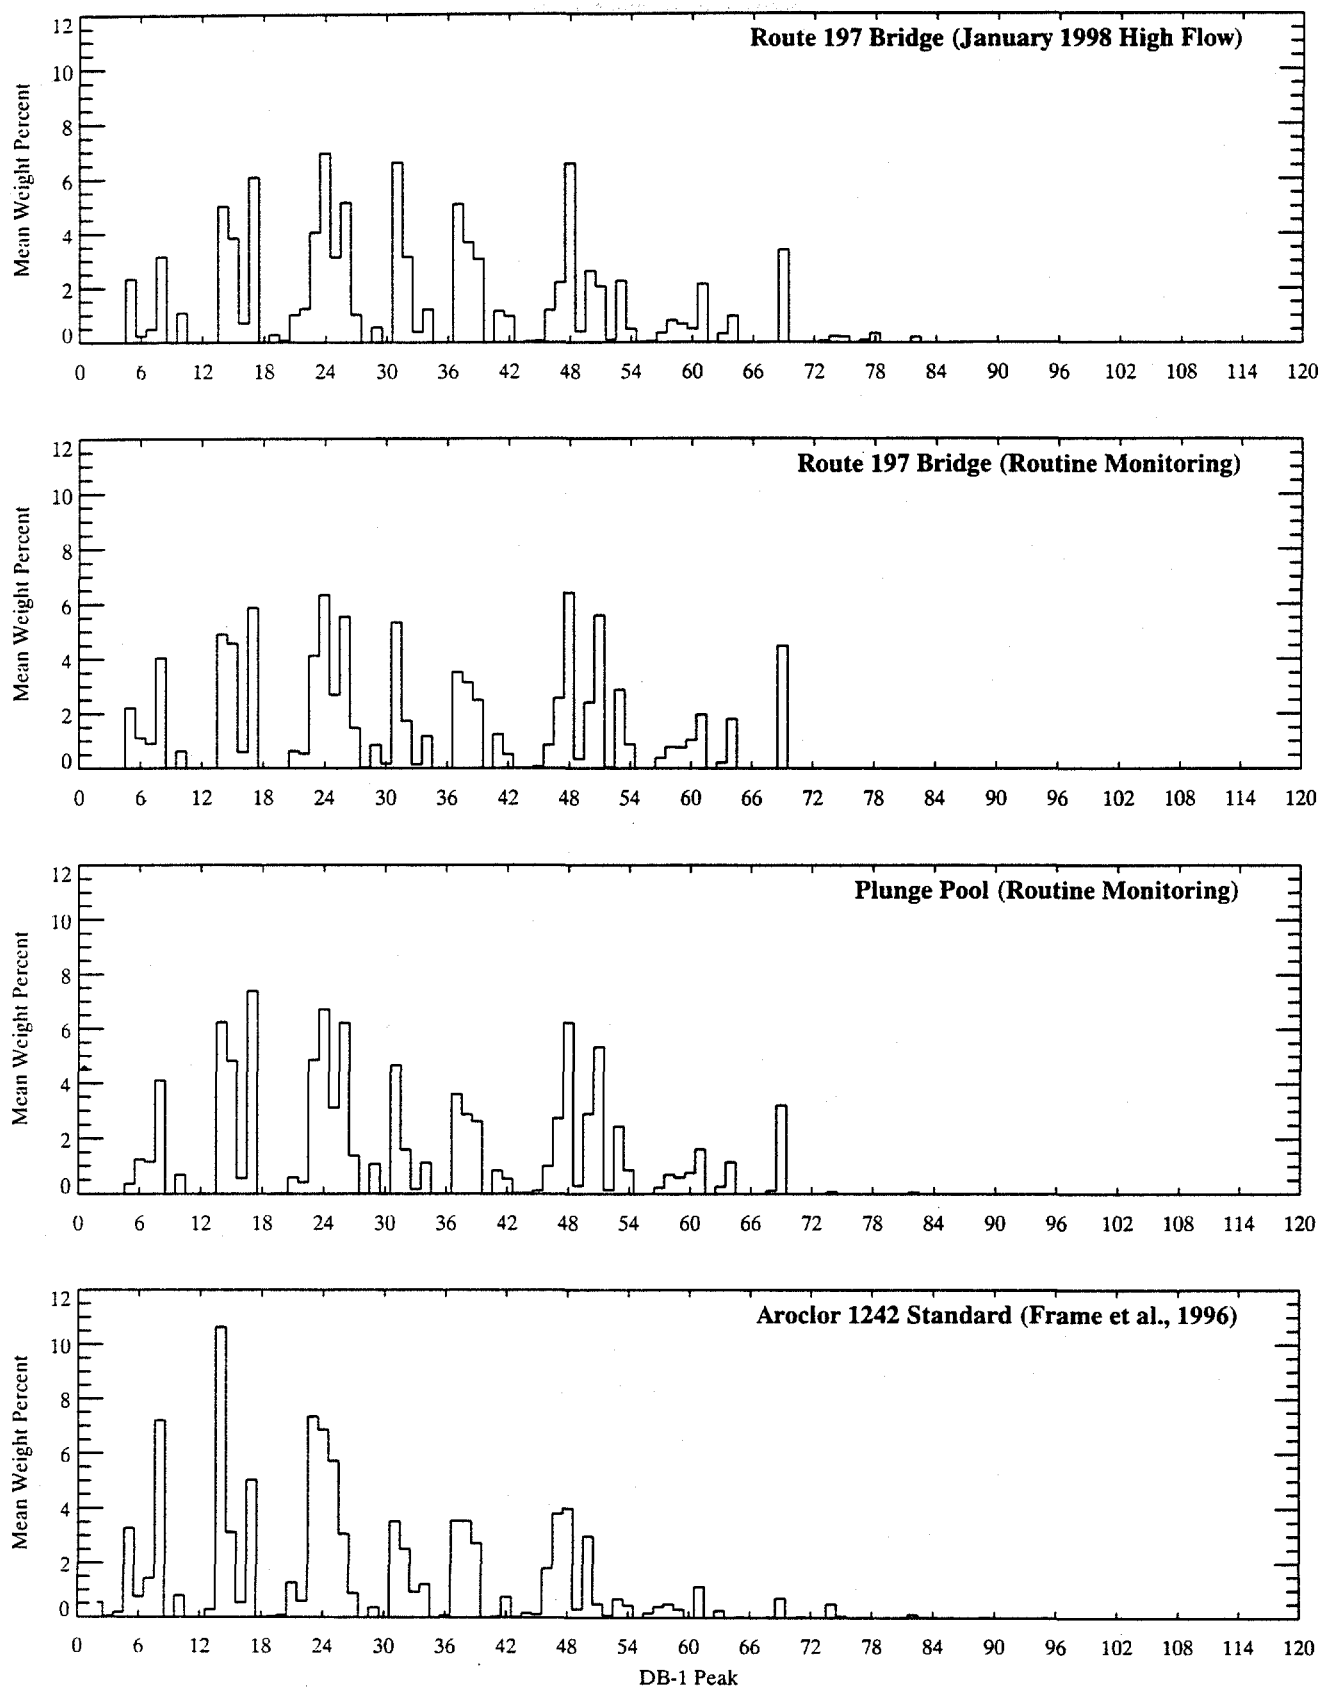 Route 197 Bridge (January 1998 High Flow)
Mean Weight Percent
12
10
8
6
4
2
0
0 6 12 18 24 30 36 42 48 54 60 66 72 78 84 90 96 102 108 114 120
Route 197 Bridge (Routine Monitoring)
Mean Weight Percent
12
10
8
6
4
2
0
0 6 12 18 24 30 36 42 48 54 60 66 72 78 84 90 96 102 108 114 120
Plunge Pool (Routine Monitoring)
Mean Weight Percent
12
10
8
6
4
2
0
0 6 12 18 24 30 36 42 48 54 60 66 72 78 84 90 96 102 108 114 120
Aroclor 1242 Standard (Frame et al., 1996)
Mean Weight Percent
12
10
8
6
4
2
0
0 6 12 18 24 30 36 42 48 54 60 66 72 78 84 90 96 102 108 114 120
DB-1 Peak